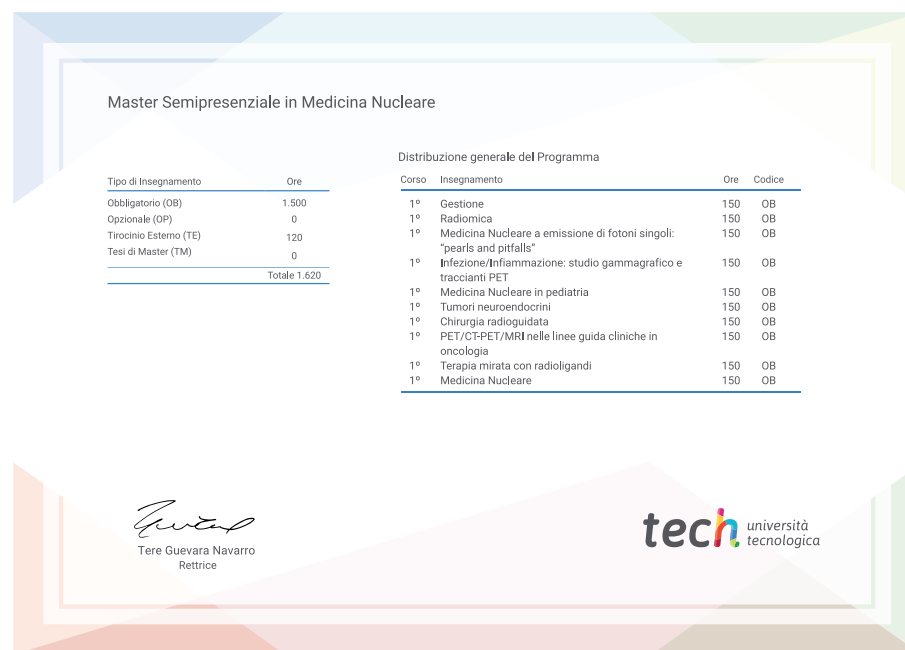 Master Semipresenziale in Medicina Nucleare
Tipo di Insegnamento Ore
Obbligatorio (OB) 1.500
Opzionale (OP) 0
Tirocinio Esterno (TE) 120
Tesi di Master (TM) 0
Totale 1.620
Distribuzione generale del Programma
Corso Insegnamento Ore Codice
1º Gestione 150 OB
1º Radiomica 150 OB
1º Medicina Nucleare a emissione di fotoni singoli: 150 OB
“pearls and pitfalls”
1º Infezione/Infiammazione: studio gammagrafico e 150 OB
traccianti PET
1º Medicina Nucleare in pediatria 150 OB
1º Tumori neuroendocrini 150 OB
1º Chirurgia radioguidata 150 OB
1º PET/CT-PET/MRI nelle linee guida cliniche in 150 OB
oncologia
1º Terapia mirata con radioligandi 150 OB
1º Medicina Nucleare 150 OB
Tere Guevara Navarro
Rettrice
tech università
tecnologica